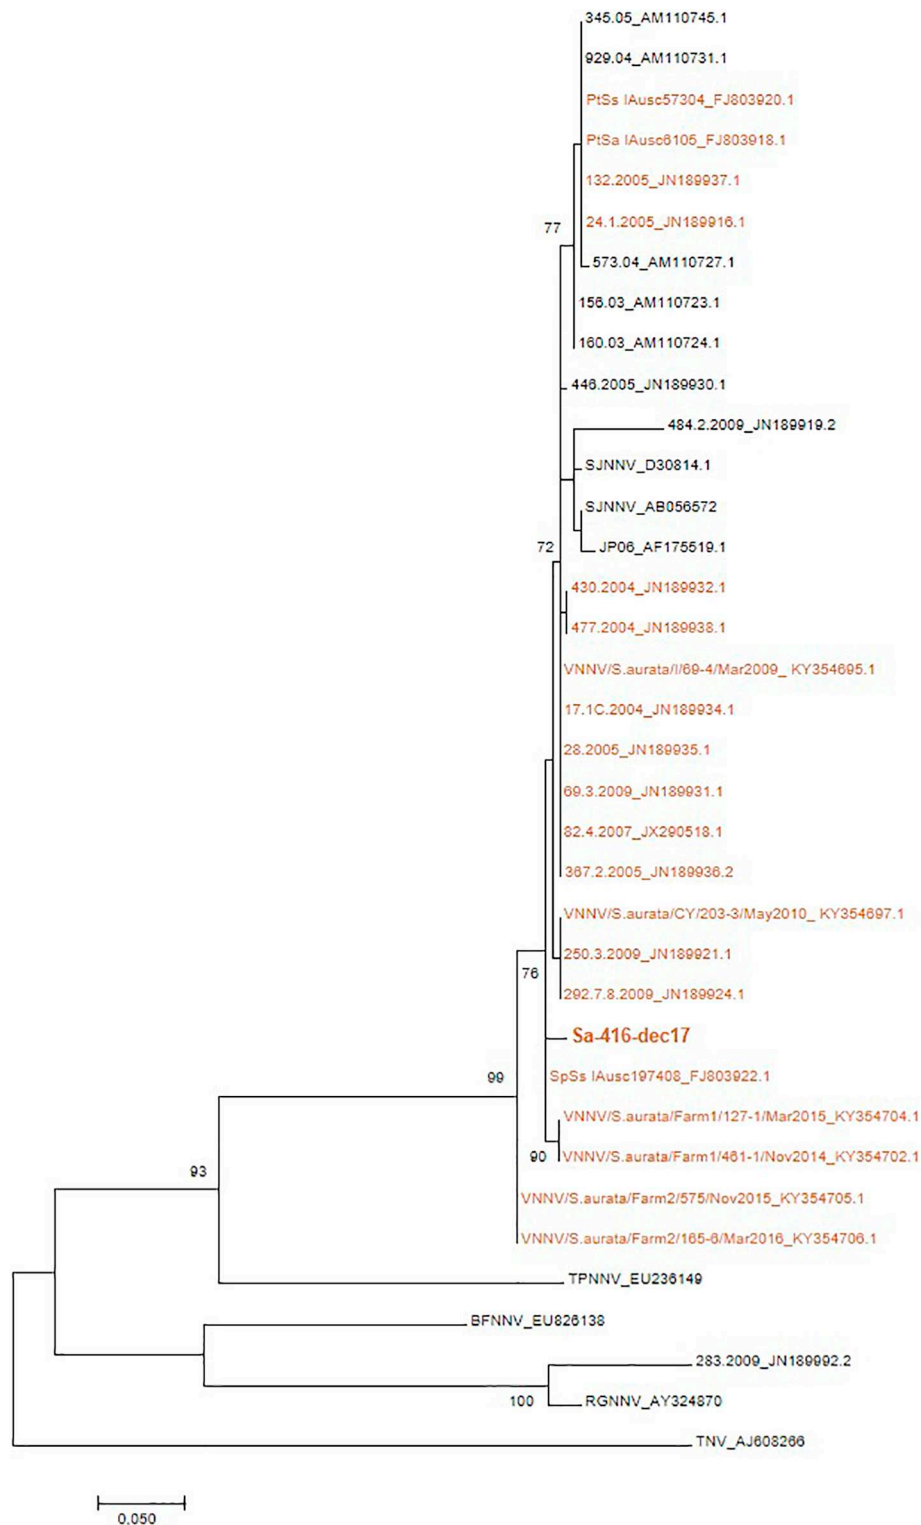 345.05_AM110745.1
929.04_AM110731.1
PtSs IAusc57304_FJ803920.1
PtSa IAusc6105_FJ803918.1
132.2005_JN189937.1
24.1.2005_JN189916.1
77
573.04_AM110727.1
156.03_AM110723.1
160.03_AM110724.1
446.2005_JN189930.1
484.2.2009_JN189919.2
SJNNV_D30814.1
SJNNV_AB056572
72
JP06_AF175519.1
430.2004_JN189932.1
477.2004_JN189938.1
VNNV/S.aurata/I/69-4/Mar2009_ KY354695.1
17.1C.2004_JN189934.1
28.2005_JN189935.1
69.3.2009_JN189931.1
82.4.2007_JX290518.1
367.2.2005_JN189936.2
VNNV/S.aurata/CY/203-3/May2010_ KY354697.1
250.3.2009_JN189921.1
76
292.7.8.2009_JN189924.1
Sa-416-dec17
SpSs IAusc197408_FJ803922.1
99
VNNV/S.aurata/Farm1/127-1/Mar2015_KY354704.1
90
VNNV/S.aurata/Farm1/461-1/Nov2014_KY354702.1
93
VNNV/S.aurata/Farm2/575/Nov2015_KY354705.1
VNNV/S.aurata/Farm2/165-6/Mar2016_KY354706.1
TPNNV_EU236149
BFNNV_EU826138
283.2009_JN189992.2
100
RGNNV_AY324870
TNV_AJ608266
0.050